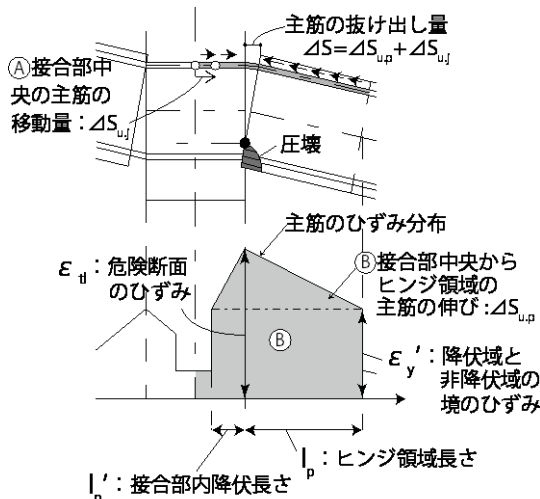 主筋の抜け出し量
ΔS=ΔSu,p+ΔSu,j
Ⓐ接合部中
央の主筋の
移動量：ΔSu,j
圧壊
主筋のひずみ分布
εtl：危険断面
のひずみ
Ⓑ接合部中央から
ヒンジ領域の
主筋の伸び:ΔSu,p
Ⓑ
εy′：降伏域と
非降伏域の
境のひずみ
lp：ヒンジ領域長さ
lp′：接合部内降伏長さ